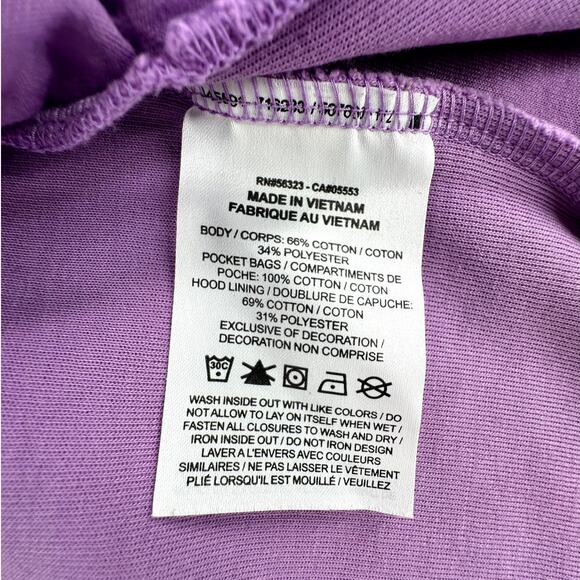 RN#56323 - CA#05553
MADE IN VIETNAM
FABRIQUE AU VIETNAM
BODY / CORPS: 66% COTTON / COTON
34% POLYESTER
POCKET BAGS / COMPARTIMENTS DE
POCHE: 100% COTTON / COTON
HOOD LINING / DOUBLURE DE CAPUCHE:
69% COTTON / COTON
31% POLYESTER
EXCLUSIVE OF DECORATION /
DECORATION NON COMPRISE
30C
WASH INSIDE OUT WITH LIKE COLORS / DO
NOT ALLOW TO LAY ON ITSELF WHEN WET /
FASTEN ALL CLOSURES TO WASH AND DRY /
IRON INSIDE OUT / DO NOT IRON DESIGN
LAVER A L'ENVERS AVEC COULEURS
SIMILAIRES / NE PAS LAISSER LE VÊTEMENT
PLIÉ LORSQU'IL EST MOUILLÉ / VEUILLEZ